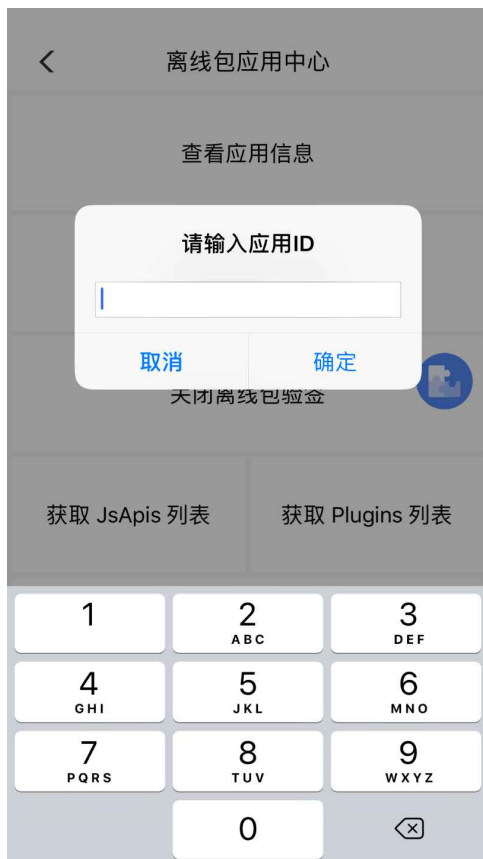 离线包应用中心
查看应用信息
请输入应用ID
取消
确定
关闭离线包验签
获取 JsApis 列表
获取 Plugins 列表
1
2
ABC
3
DEF
4
GHI
5
JKL
6
MNO
7
PQRS
8
TUV
9
WXYZ
0